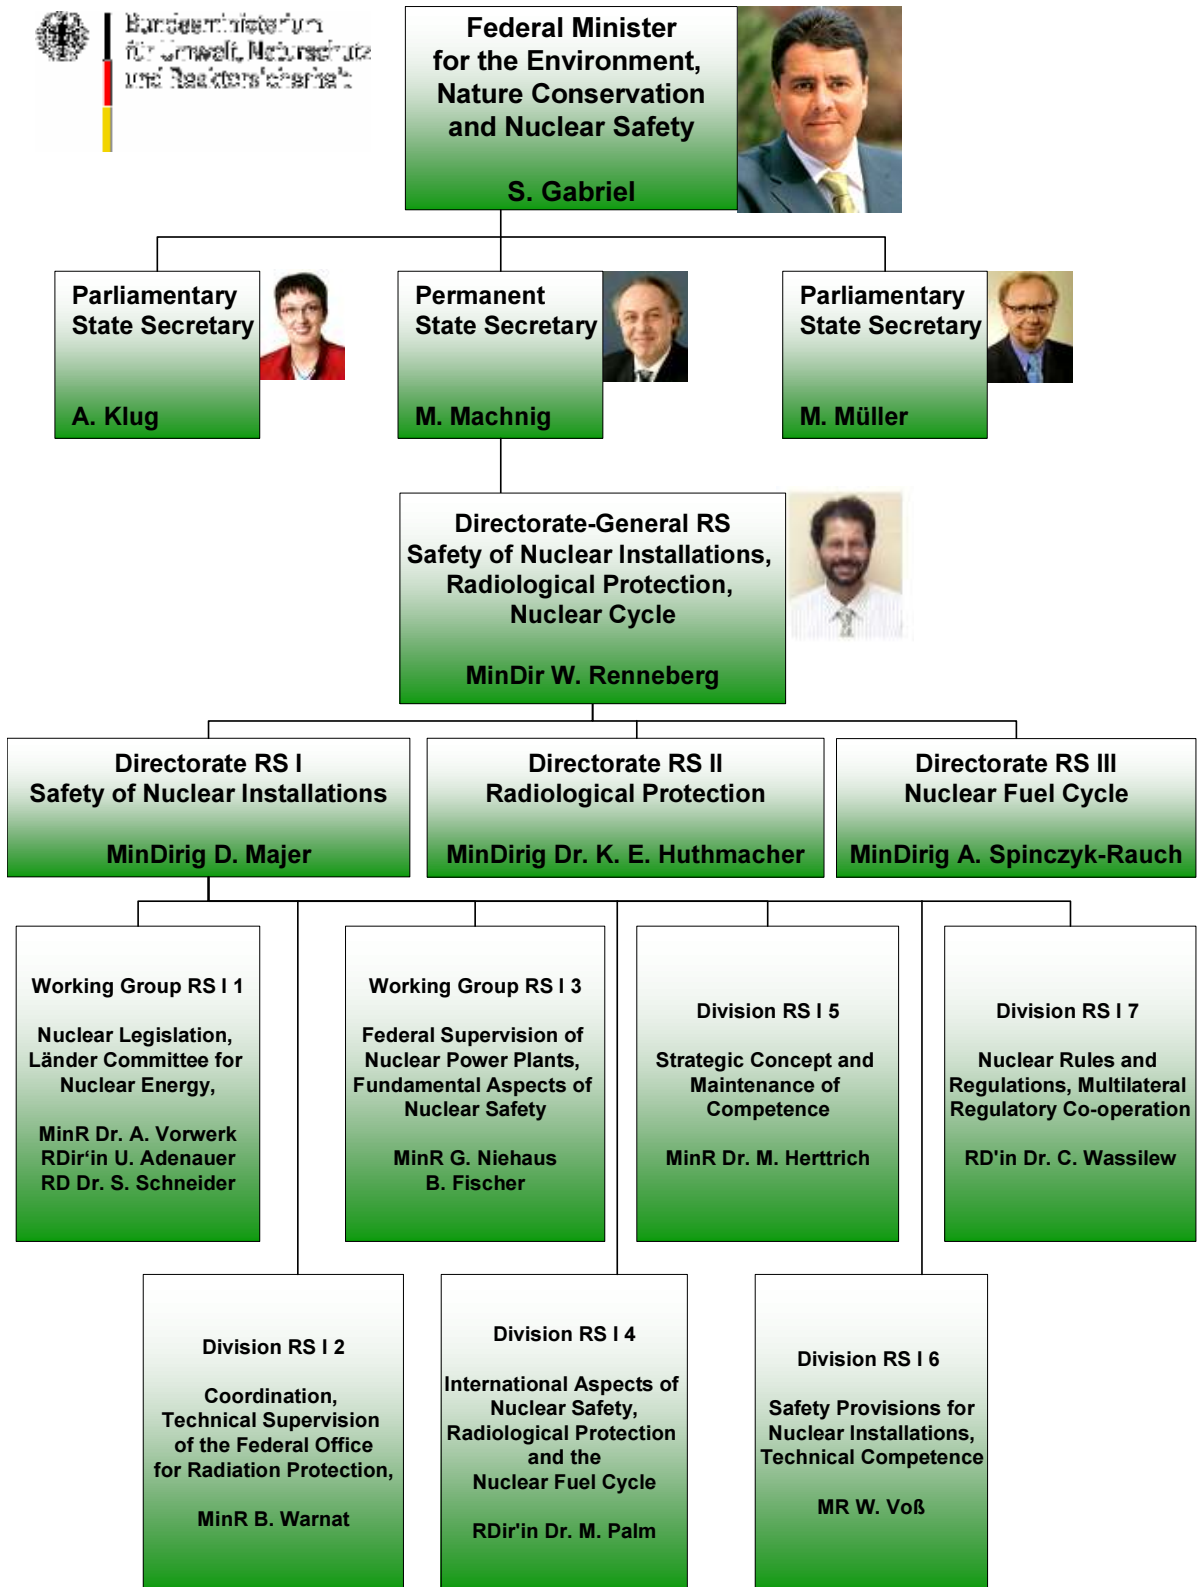 Bundesministerium
für Umwelt, Naturschutz
und Reaktorsicherheit
Federal Minister
for the Environment,
Nature Conservation
and Nuclear Safety
S. Gabriel
Parliamentary
State Secretary
A. Klug
Permanent
State Secretary
M. Machnig
Parliamentary
State Secretary
M. Müller
Directorate-General RS
Safety of Nuclear Installations,
Radiological Protection,
Nuclear Cycle
MinDir W. Renneberg
Directorate RS I
Safety of Nuclear Installations
MinDirig D. Majer
Directorate RS II
Radiological Protection
MinDirig Dr. K. E. Huthmacher
Directorate RS III
Nuclear Fuel Cycle
MinDirig A. Spinczyk-Rauch
Working Group RS I 1
Nuclear Legislation,
Länder Committee for
Nuclear Energy,
MinR Dr. A. Vorwerk
RDir‘in U. Adenauer
RD Dr. S. Schneider
Working Group RS I 3
Federal Supervision of
Nuclear Power Plants,
Fundamental Aspects of
Nuclear Safety
MinR G. Niehaus
B. Fischer
Division RS I 5
Strategic Concept and
Maintenance of
Competence
MinR Dr. M. Herttrich
Division RS I 7
Nuclear Rules and
Regulations, Multilateral
Regulatory Co-operation
RD'in Dr. C. Wassilew
Division RS I 2
Coordination,
Technical Supervision
of the Federal Office
for Radiation Protection,
MinR B. Warnat
Division RS I 4
International Aspects of
Nuclear Safety,
Radiological Protection
and the
Nuclear Fuel Cycle
RDir'in Dr. M. Palm
Division RS I 6
Safety Provisions for
Nuclear Installations,
Technical Competence
MR W. Voß